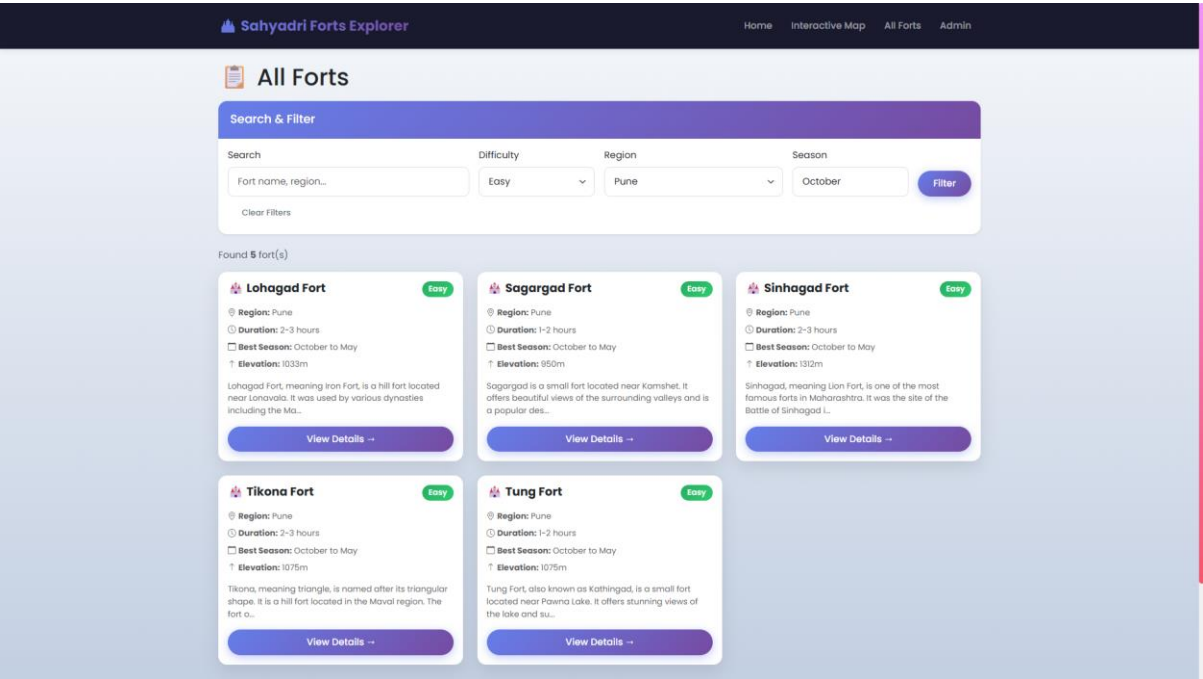 Sahyadri Forts Explorer
Home Interactive Map All Forts Admin
All Forts
Search & Filter
Search Difficulty Region Season
Fort name, region... Easy Pune October Filter
Clear Filters
Found 5 fort(s)
Lohagad Fort Easy
Region: Pune
Duration: 2-3 hours
Best Season: October to May
Elevation: 1033m
Lohagad Fort, meaning Iron Fort, is a hill fort located
near Lonavala. It was used by various dynasties
including the Ma...
View Details →
Sagargad Fort Easy
Region: Pune
Duration: 1-2 hours
Best Season: October to May
Elevation: 950m
Sagargad is a small fort located near Kamshet. It
offers beautiful views of the surrounding valleys and is
a popular des...
View Details →
Sinhagad Fort Easy
Region: Pune
Duration: 2-3 hours
Best Season: October to May
Elevation: 1312m
Sinhagad, meaning Lion Fort, is one of the most
famous forts in Maharashtra. It was the site of the
Battle of Sinhagad i...
View Details →
Tikona Fort Easy
Region: Pune
Duration: 2-3 hours
Best Season: October to May
Elevation: 1075m
Tikona, meaning triangle, is named after its triangular
shape. It is a hill fort located in the Maval region. The
fort o...
View Details →
Tung Fort Easy
Region: Pune
Duration: 1-2 hours
Best Season: October to May
Elevation: 1075m
Tung Fort, also known as Kathingad, is a small fort
located near Pawna Lake. It offers stunning views of
the lake and su...
View Details →